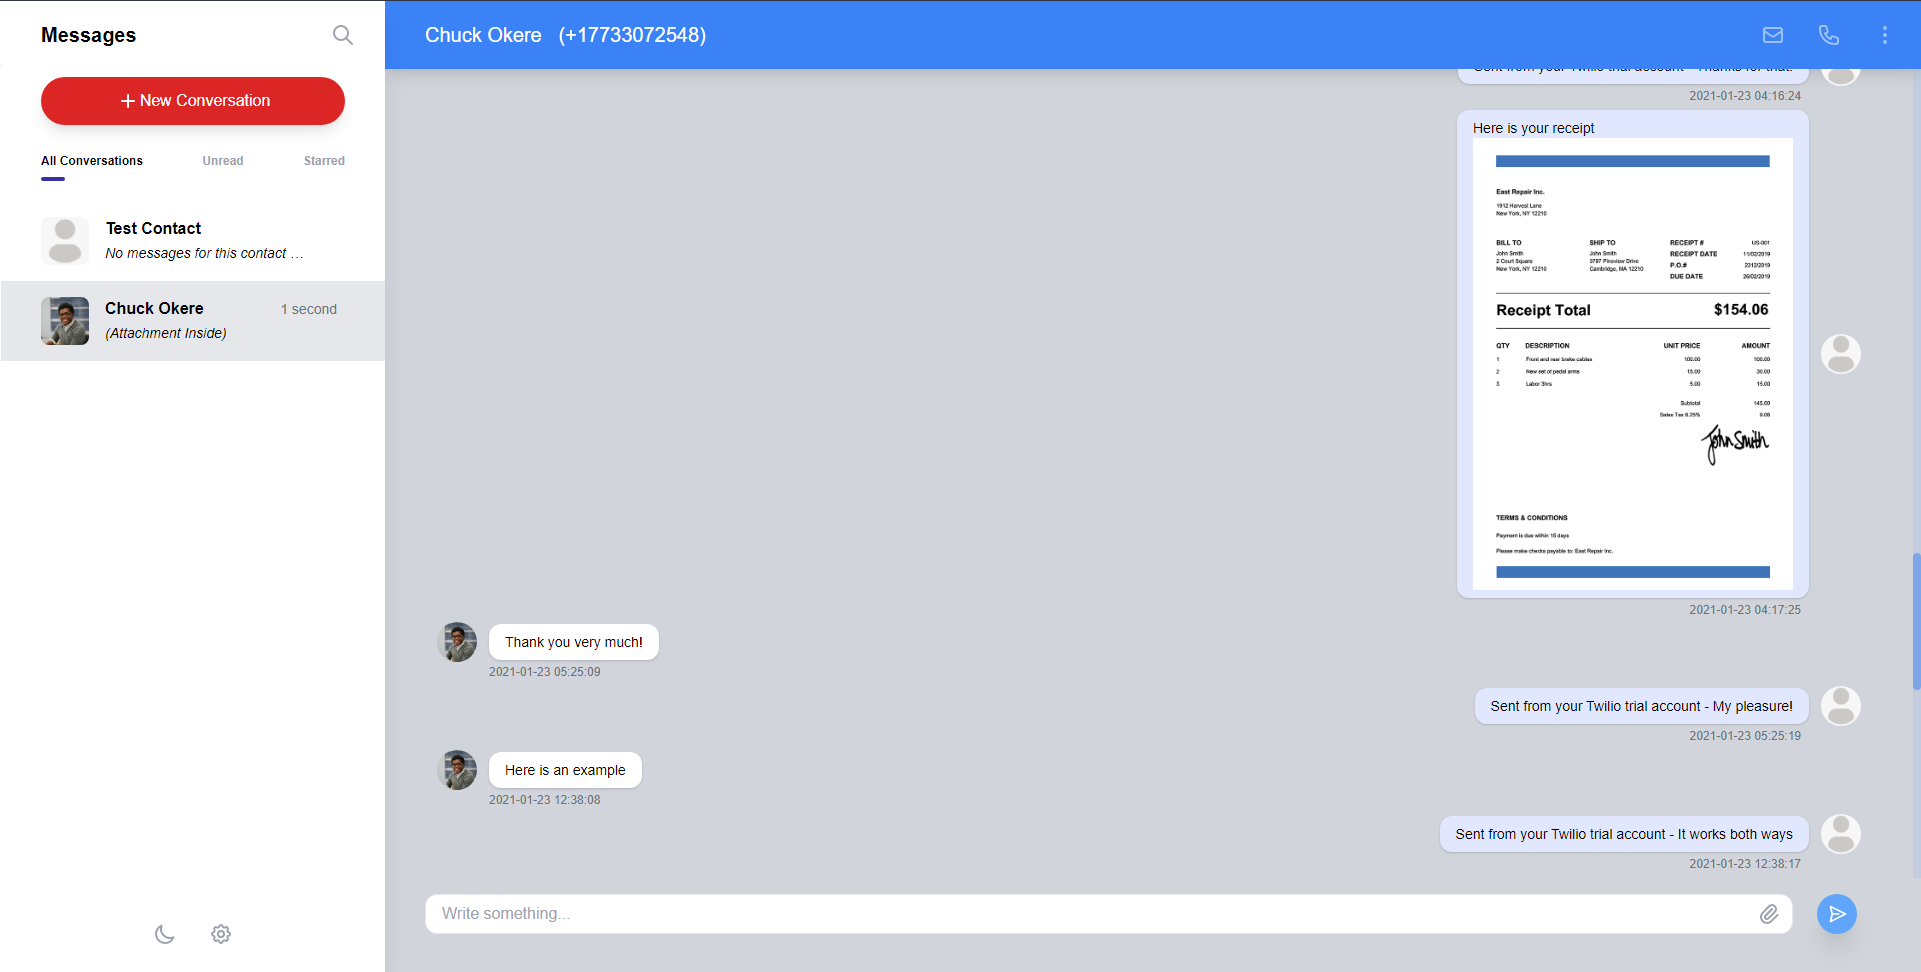 Messages
New Conversation
All Conversations Unread Starred
Test Contact
No messages for this contact …
Chuck Okere 1 second
(Attachment Inside)
Chuck Okere (+17733072548)
Sent from your Twilio trial account - Thanks for that!
2021-01-23 04:16:24
Here is your receipt
East Repair Inc.
1912 Harvest Lane
New York, NY 12210
BILL TO SHIP TO RECEIPT # US-001
John Smith John Smith RECEIPT DATE 11/02/2019
2 Court Square 3787 Pineview Drive P.O.# 2312/2019
New York, NY 12210 Cambridge, MA 12210 DUE DATE 26/02/2019
Receipt Total $154.06
QTY DESCRIPTION UNIT PRICE AMOUNT
1 Front and rear brake cables 100.00 100.00
2 New set of pedal arms 15.00 30.00
3 Labor 3hrs 5.00 15.00
Subtotal 145.00
Sales Tax 6.25% 9.06
John Smith
TERMS & CONDITIONS
Payment is due within 15 days
Please make checks payable to: East Repair Inc.
2021-01-23 04:17:25
Thank you very much!
2021-01-23 05:25:09
Sent from your Twilio trial account - My pleasure!
2021-01-23 05:25:19
Here is an example
2021-01-23 12:38:08
Sent from your Twilio trial account - It works both ways
2021-01-23 12:38:17
Write something...